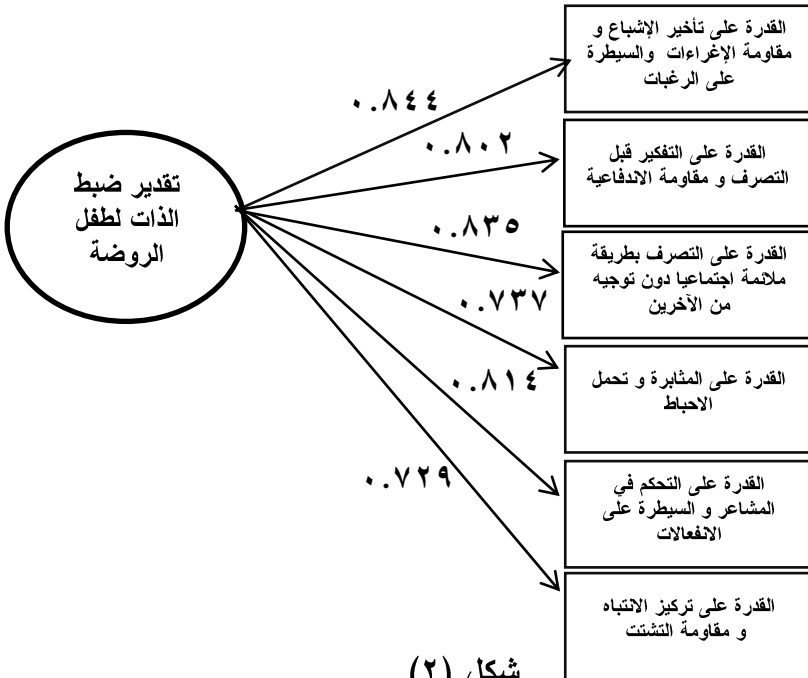 القدرة على تأخير الإشباع و
مقاومة الإغراءات والسيطرة
على الرغبات
٠.٨٤٤
القدرة على التفكير قبل
التصرف و مقاومة الاندفاعية
٠.٨٠٢
تقدير ضبط
الذات لطفل
الروضة
القدرة على التصرف بطريقة
ملائمة اجتماعيا دون توجيه
من الآخرين
٠.٨٣٥
٠.٧٣٧
القدرة على المثابرة و تحمل
الاحباط
٠.٨١٤
القدرة على التحكم في
المشاعر و السيطرة على
الانفعالات
٠.٧٢٩
القدرة على تركيز الانتباه
و مقاومة التشتت
شكل (٢)